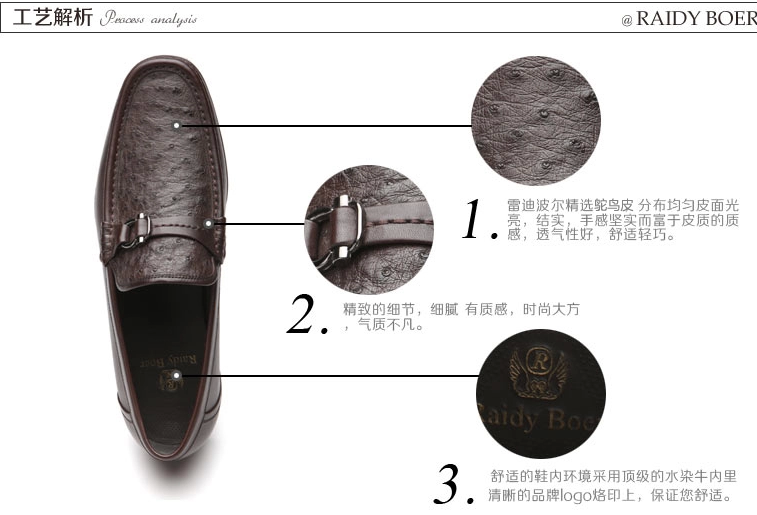 工艺解析 Process analysis
@ RAIDY BOER
1. 雷迪波尔精选鸵鸟皮 分布均匀皮面光
亮，结实，手感坚实而富于皮质的质
感，透气性好，舒适轻巧。
2. 精致的细节，细腻 有质感，时尚大方
，气质不凡。
Raidy Boer
R
Raidy Boer
3. 舒适的鞋内环境采用顶级的水染牛内里
清晰的品牌logo烙印上，保证您舒适。